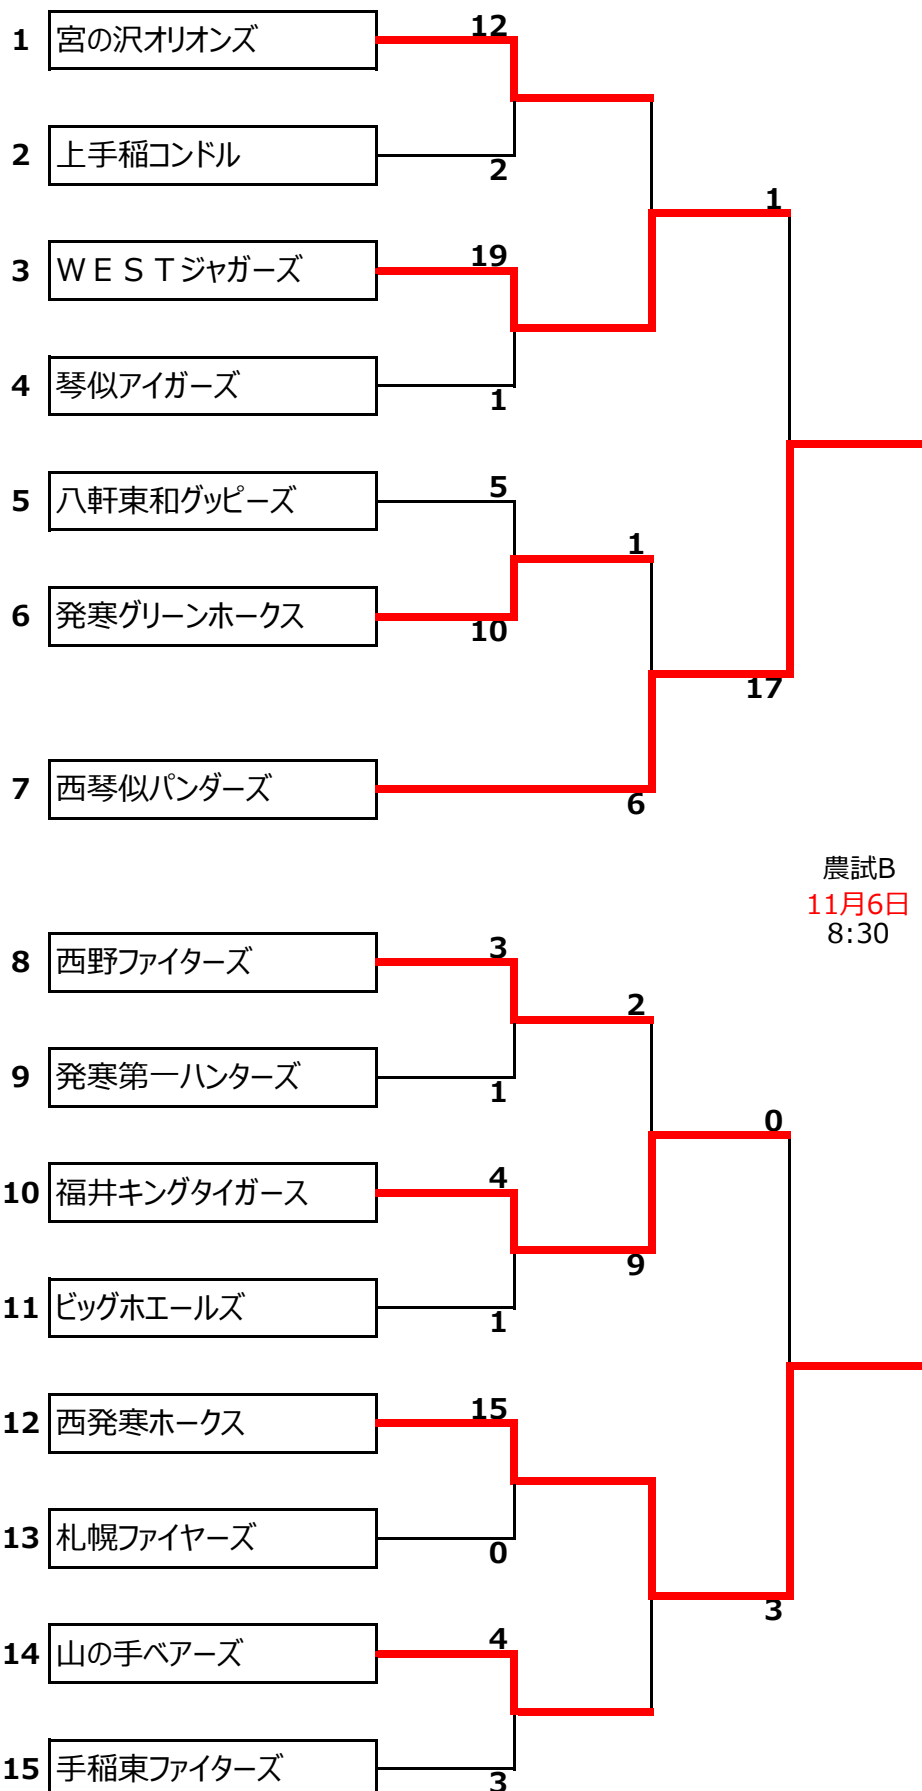 12
1 宮の沢オリオンズ
2 上手稲コンドル
2
1
19
3 ＷＥＳＴジャガーズ
4 琴似アイガーズ
1
5
5 八軒東和グッピーズ
1
6 発寒グリーンホークス
10
17
7 西琴似パンダーズ
6
農試B
11月6日
8:30
3
8 西野ファイターズ
2
9 発寒第一ハンターズ
1
0
4
10 福井キングタイガース
9
11 ビッグホエールズ
1
15
12 西発寒ホークス
13 札幌ファイヤーズ
0
3
4
14 山の手ベアーズ
15 手稲東ファイターズ
3